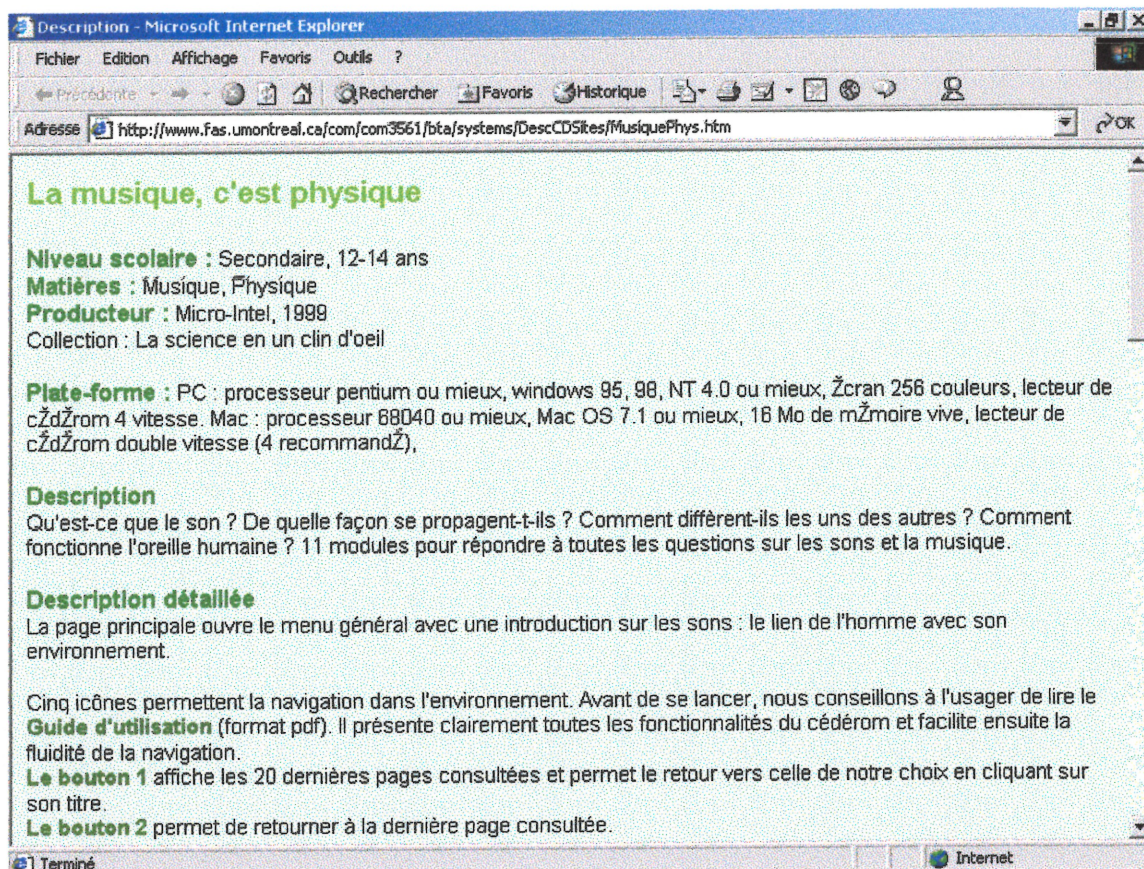 Description - Microsoft Internet Explorer
Fichier Edition Affichage Favoris Outils ?
Précédente Rechercher Favoris Historique
Adresse http://www.fas.umontreal.ca/com/com3561/bta/systems/DescCDSites/MusiquePhys.htm OK
La musique, c'est physique
Niveau scolaire : Secondaire, 12-14 ans
Matières : Musique, Physique
Producteur : Micro-Intel, 1999
Collection : La science en un clin d'oeil
Plate-forme : PC : processeur pentium ou mieux, windows 95, 98, NT 4.0 ou mieux, Žcran 256 couleurs, lecteur de
cŽdŽrom 4 vitesse. Mac : processeur 68040 ou mieux, Mac OS 7.1 ou mieux, 16 Mo de mŽmoire vive, lecteur de
cŽdŽrom double vitesse (4 recommandŽ),
Description
Qu'est-ce que le son ? De quelle façon se propagent-t-ils ? Comment diffèrent-ils les uns des autres ? Comment
fonctionne l'oreille humaine ? 11 modules pour répondre à toutes les questions sur les sons et la musique.
Description détaillée
La page principale ouvre le menu général avec une introduction sur les sons : le lien de l'homme avec son
environnement.
Cinq icônes permettent la navigation dans l'environnement. Avant de se lancer, nous conseillons à l'usager de lire le
Guide d'utilisation (format pdf). Il présente clairement toutes les fonctionnalités du cédérom et facilite ensuite la
fluidité de la navigation.
Le bouton 1 affiche les 20 dernières pages consultées et permet le retour vers celle de notre choix en cliquant sur
son titre.
Le bouton 2 permet de retourner à la dernière page consultée.
Terminé Internet